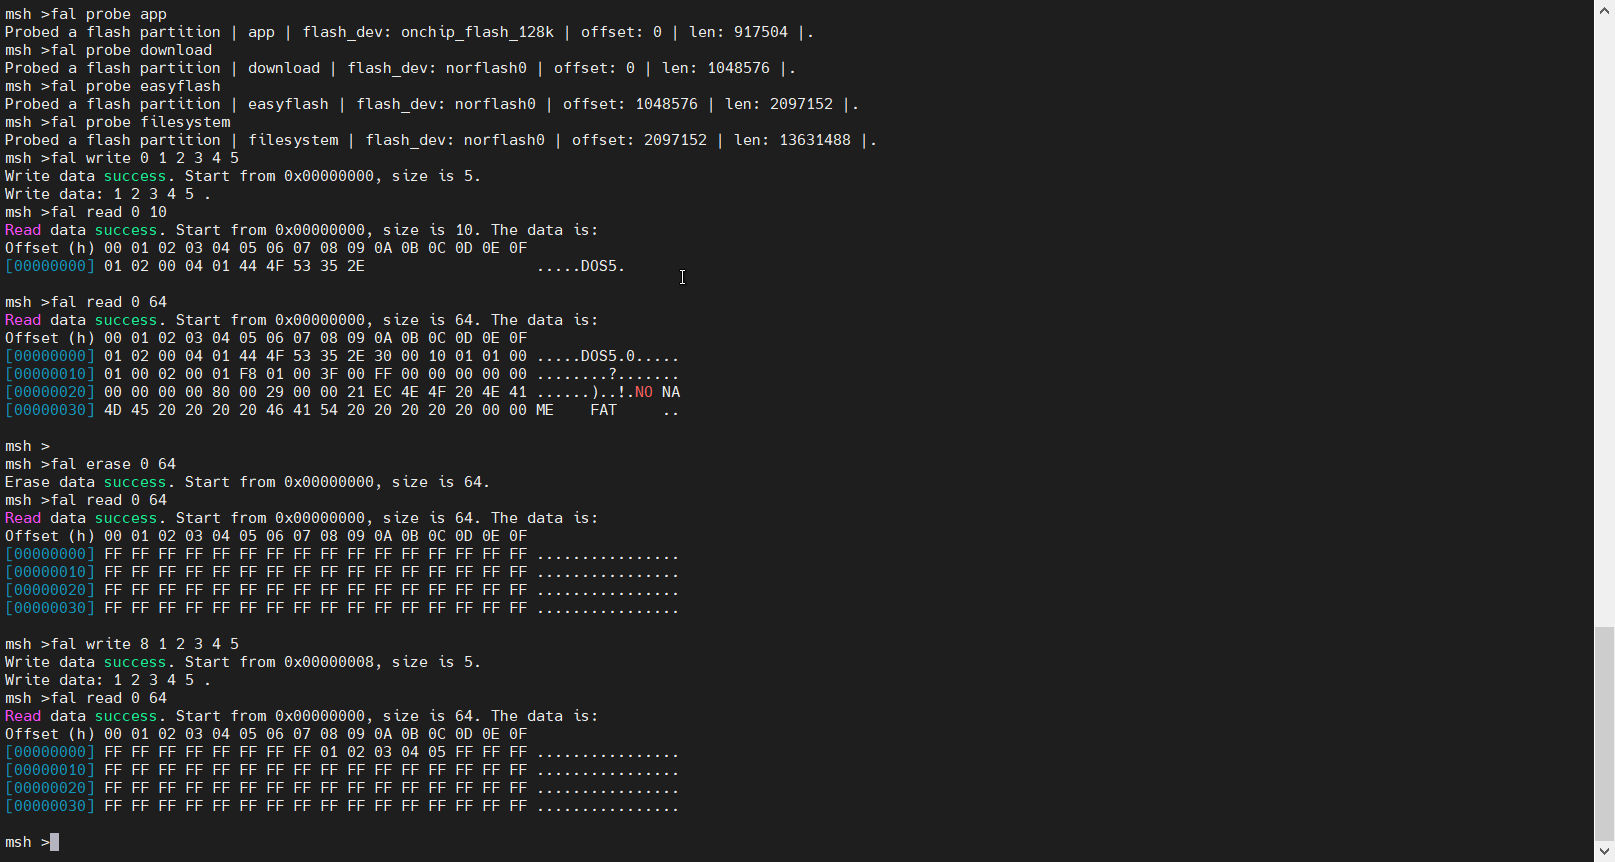 msh >fal probe app
Probed a flash partition | app | flash_dev: onchip_flash_128k | offset: 0 | len: 917504 |.
msh >fal probe download
Probed a flash partition | download | flash_dev: norflash0 | offset: 0 | len: 1048576 |.
msh >fal probe easyflash
Probed a flash partition | easyflash | flash_dev: norflash0 | offset: 1048576 | len: 2097152 |.
msh >fal probe filesystem
Probed a flash partition | filesystem | flash_dev: norflash0 | offset: 2097152 | len: 13631488 |.
msh >fal write 0 1 2 3 4 5
Write data success. Start from 0x00000000, size is 5.
Write data: 1 2 3 4 5 .
msh >fal read 0 10
Read data success. Start from 0x00000000, size is 10. The data is:
Offset (h) 00 01 02 03 04 05 06 07 08 09 0A 0B 0C 0D 0E 0F
[00000000] 01 02 00 04 01 44 4F 53 35 2E                   .....DOS5.
msh >fal read 0 64
Read data success. Start from 0x00000000, size is 64. The data is:
Offset (h) 00 01 02 03 04 05 06 07 08 09 0A 0B 0C 0D 0E 0F
[00000000] 01 02 00 04 01 44 4F 53 35 2E 30 00 10 01 01 00 .....DOS5.0.....
[00000010] 01 00 02 00 01 F8 01 00 3F 00 FF 00 00 00 00 00 ........?.......
[00000020] 00 00 00 00 80 00 29 00 00 21 EC 4E 4F 20 4E 41 ......)..!.NO NA
[00000030] 4D 45 20 20 20 20 46 41 54 20 20 20 20 20 00 00 ME    FAT     ..
msh >
msh >fal erase 0 64
Erase data success. Start from 0x00000000, size is 64.
msh >fal read 0 64
Read data success. Start from 0x00000000, size is 64. The data is:
Offset (h) 00 01 02 03 04 05 06 07 08 09 0A 0B 0C 0D 0E 0F
[00000000] FF FF FF FF FF FF FF FF FF FF FF FF FF FF FF FF ................
[00000010] FF FF FF FF FF FF FF FF FF FF FF FF FF FF FF FF ................
[00000020] FF FF FF FF FF FF FF FF FF FF FF FF FF FF FF FF ................
[00000030] FF FF FF FF FF FF FF FF FF FF FF FF FF FF FF FF ................
msh >fal write 8 1 2 3 4 5
Write data success. Start from 0x00000008, size is 5.
Write data: 1 2 3 4 5 .
msh >fal read 0 64
Read data success. Start from 0x00000000, size is 64. The data is:
Offset (h) 00 01 02 03 04 05 06 07 08 09 0A 0B 0C 0D 0E 0F
[00000000] FF FF FF FF FF FF FF FF 01 02 03 04 05 FF FF FF ................
[00000010] FF FF FF FF FF FF FF FF FF FF FF FF FF FF FF FF ................
[00000020] FF FF FF FF FF FF FF FF FF FF FF FF FF FF FF FF ................
[00000030] FF FF FF FF FF FF FF FF FF FF FF FF FF FF FF FF ................
msh >